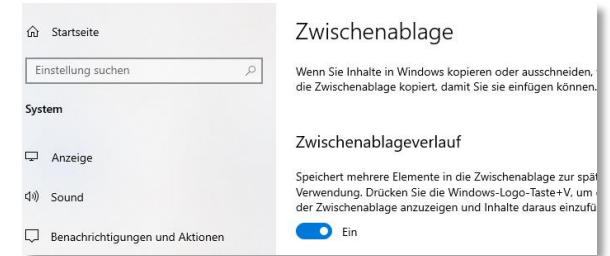 Startseite
Einstellung suchen
System
Anzeige
Sound
Benachrichtigungen und Aktionen
Zwischenablage
Wenn Sie Inhalte in Windows kopieren oder ausschneiden,
die Zwischenablage kopiert, damit Sie sie einfügen können.
Zwischenablageverlauf
Speichert mehrere Elemente in die Zwischenablage zur
Verwendung. Drücken Sie die Windows-Logo-Taste+V, um
der Zwischenablage anzuzeigen und Inhalte daraus
Ein